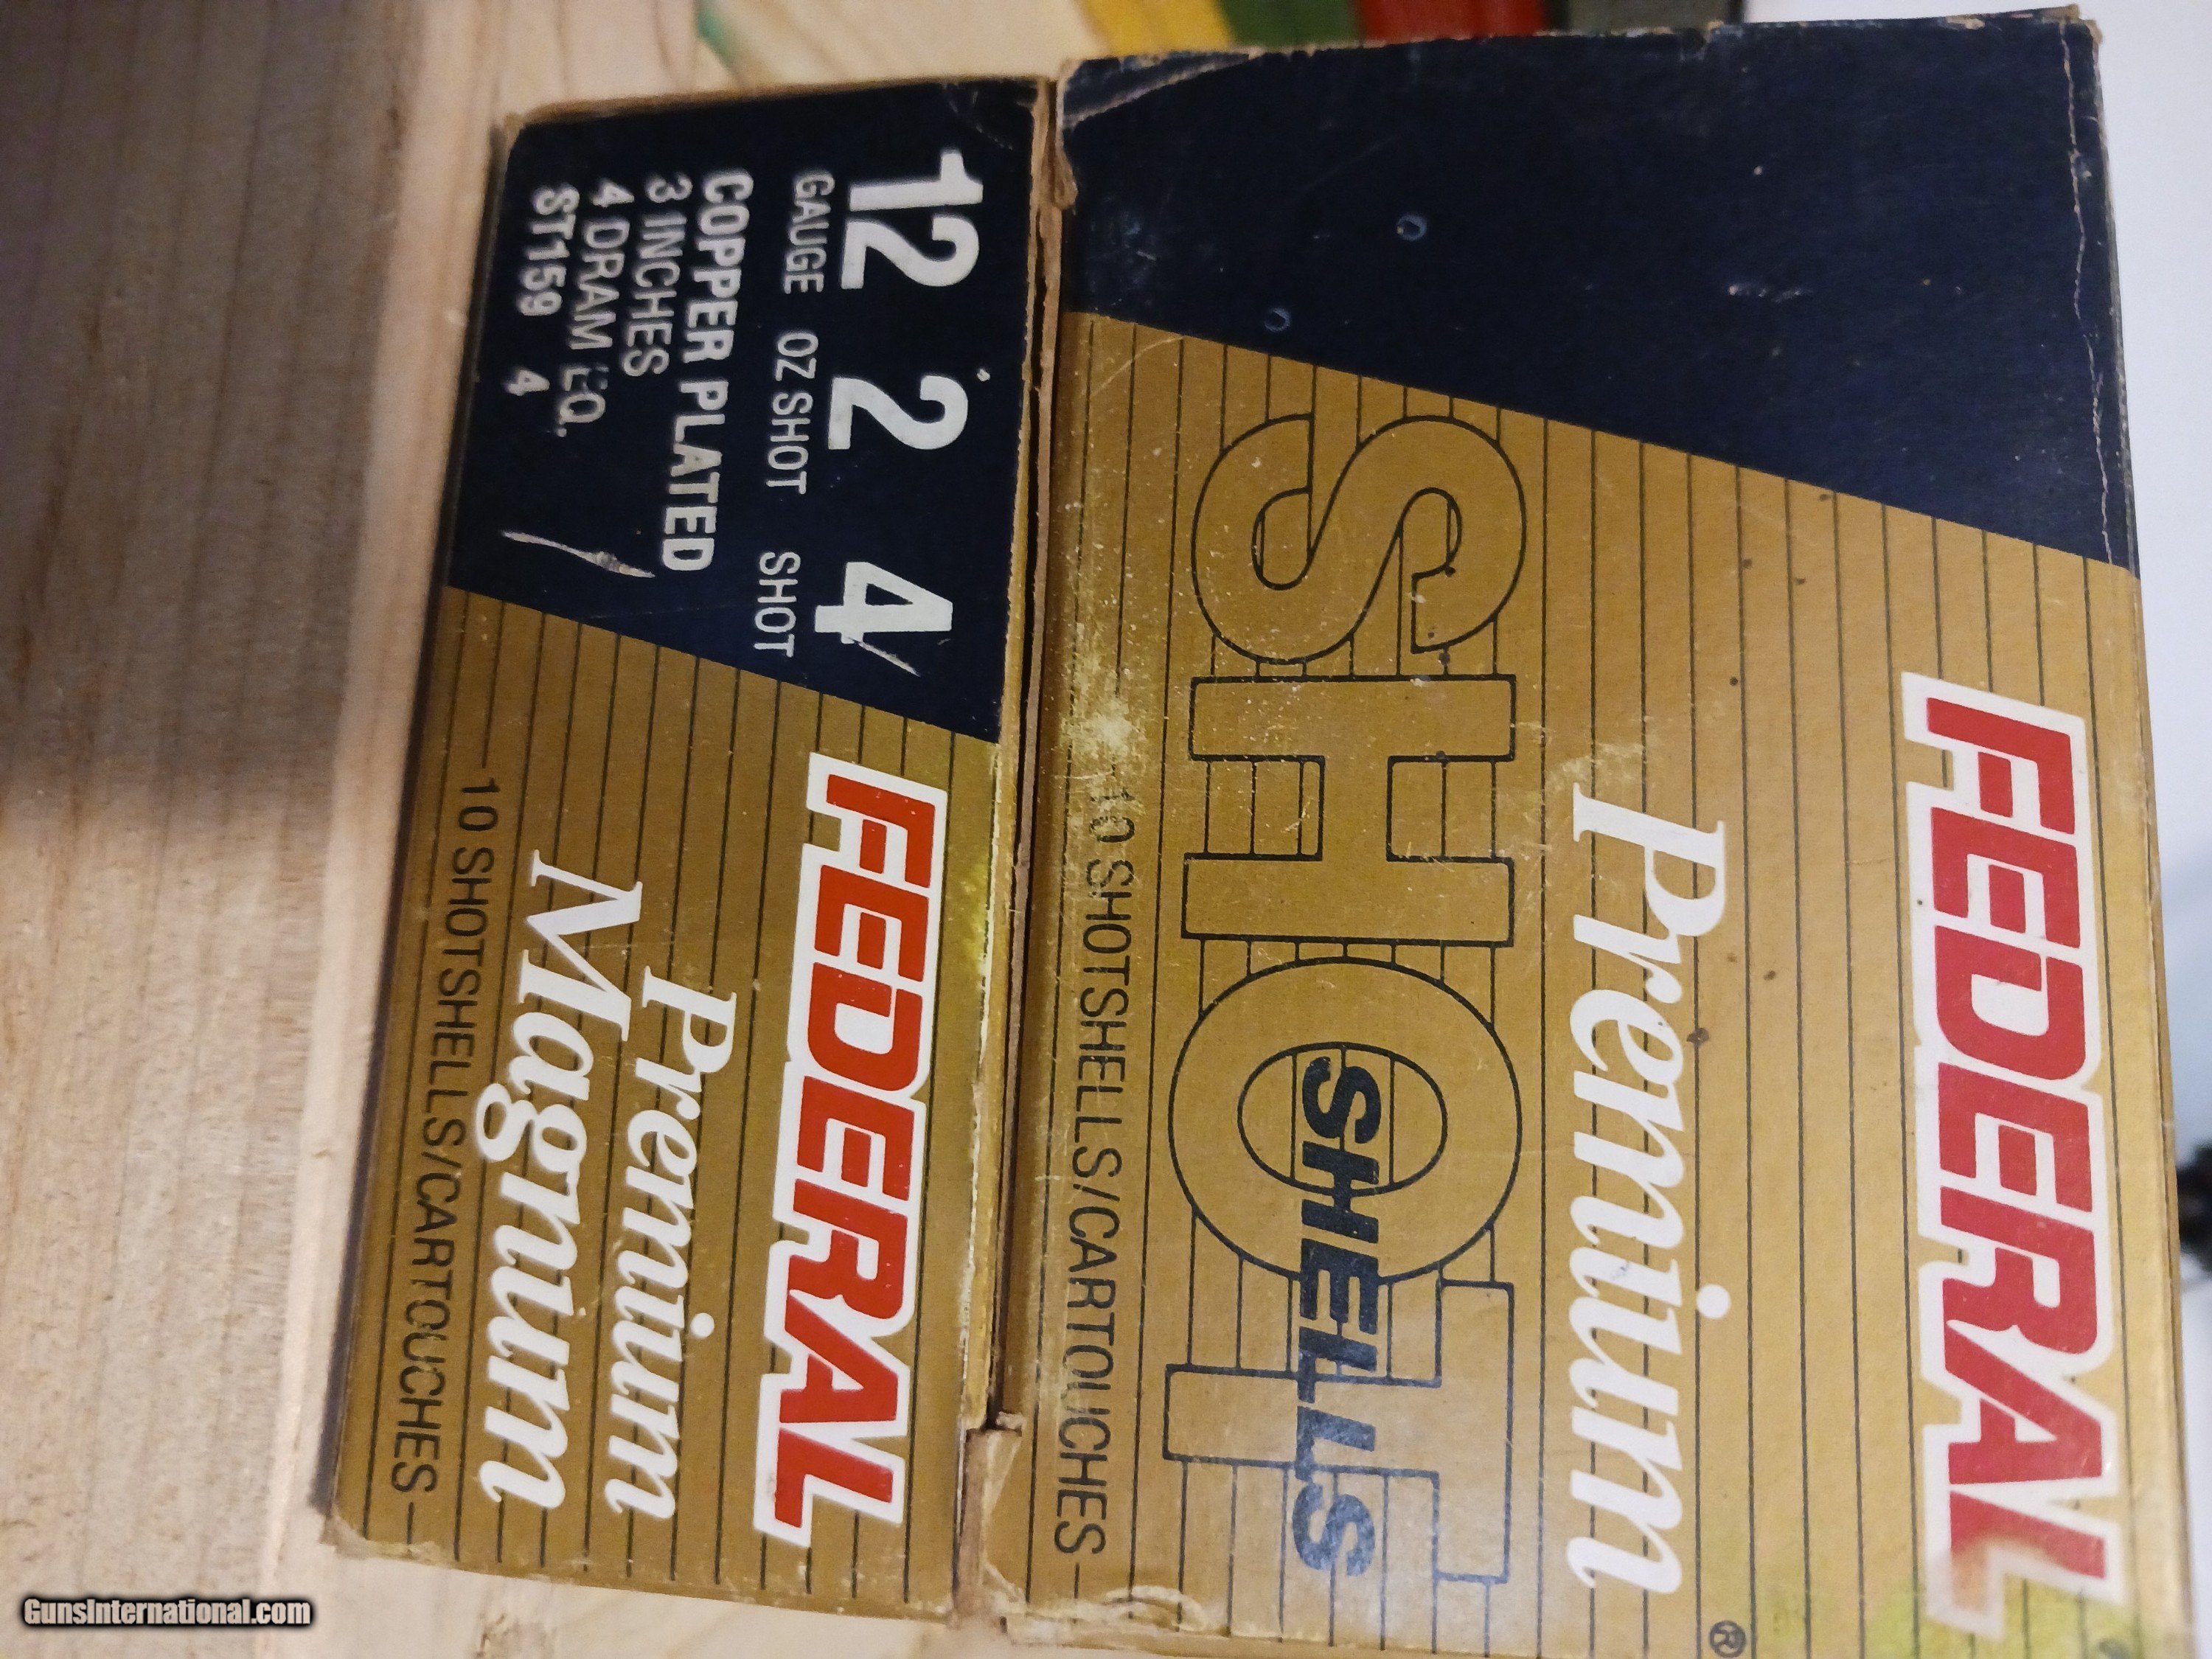 FEDERAL
Premium
®
SHOT
SHELLS
10 SHOTSHELLS/CARTOUCHES
12 2 4
GAUGE OZ SHOT SHOT
COPPER PLATED
3 INCHES
4 DRAM EQ.
ST159 4
FEDERAL
Premium
Magnum
10 SHOTSHELLS/CARTOUCHES
GunsInternational.com